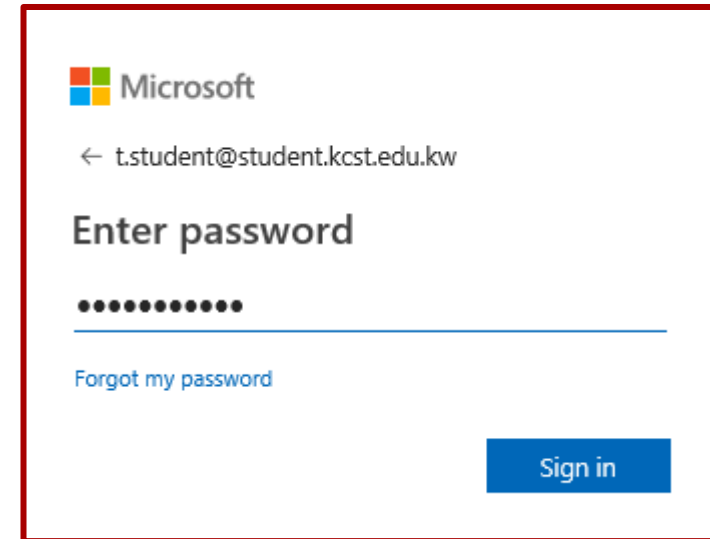 Microsoft
← t.student@student.kcst.edu.kw
Enter password
●●●●●●●●●●●
Forgot my password
Sign in